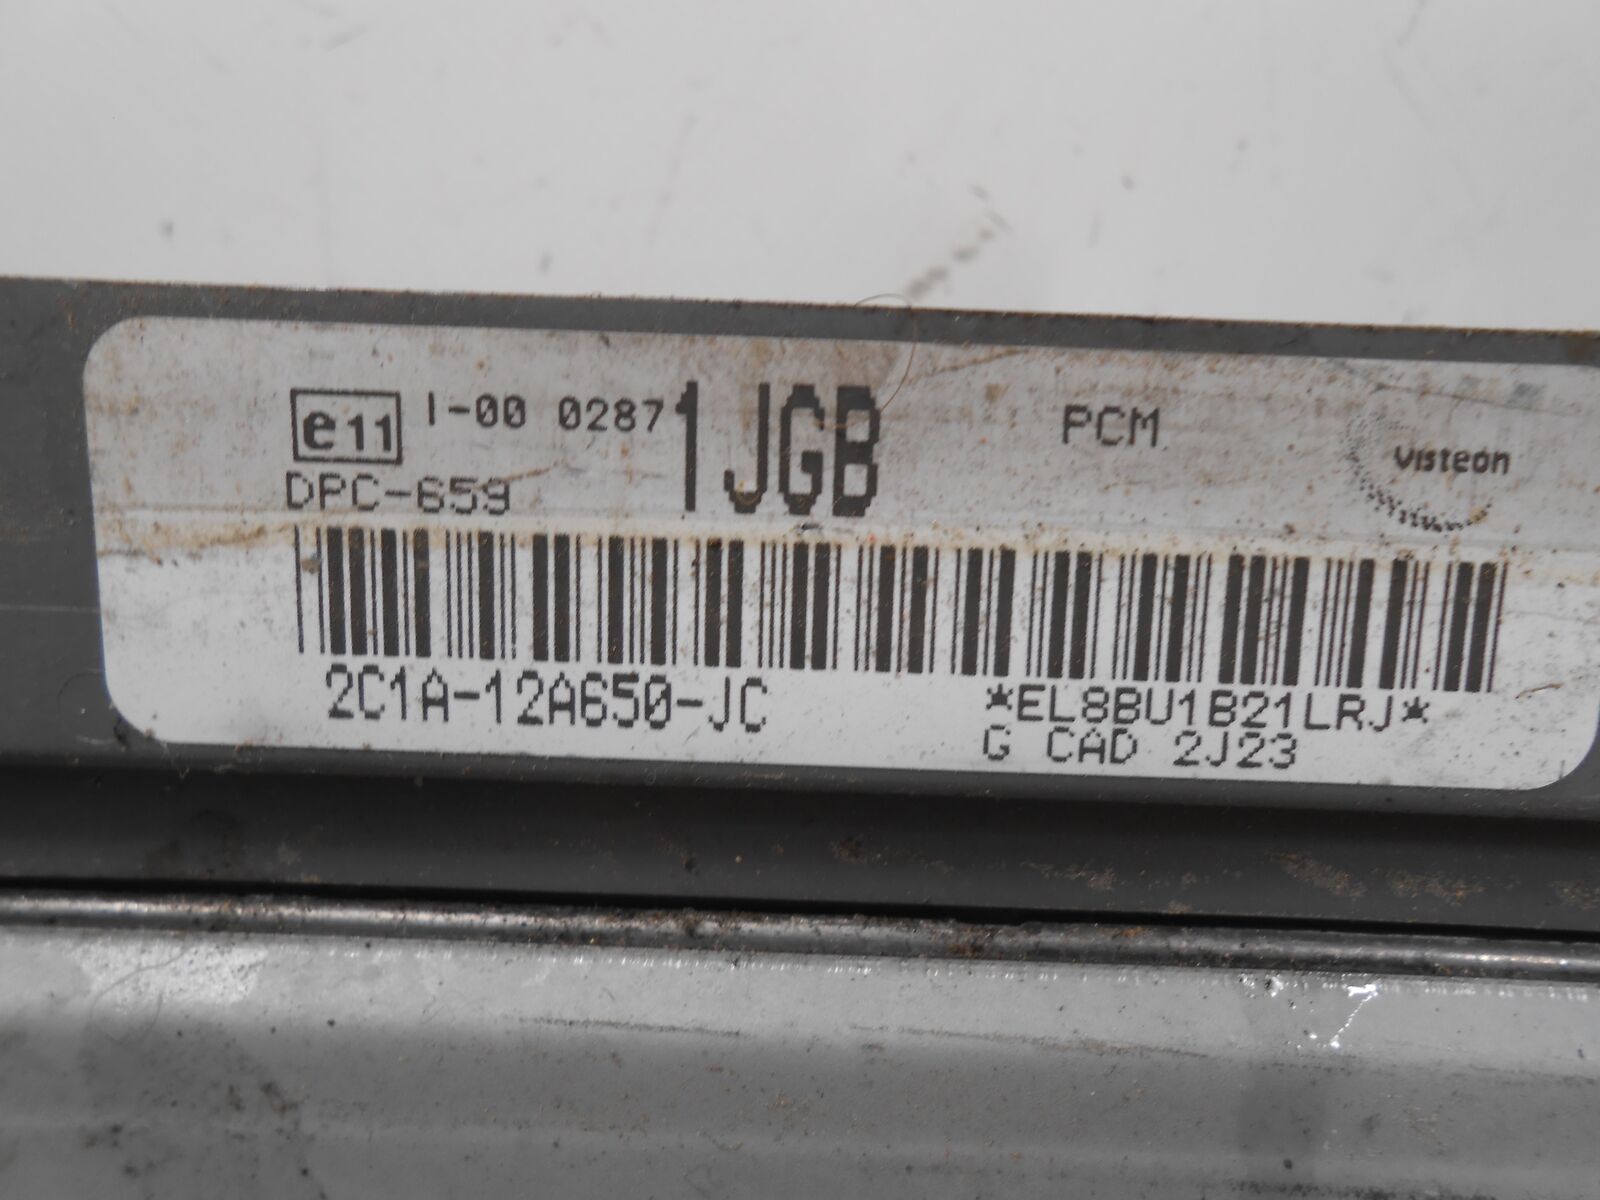 e11 I-00 0287 1JGB PCM Visteon
DPC-659
2C1A-12A650-JC
*EL8BU1B21LRJ*
G CAD 2J23